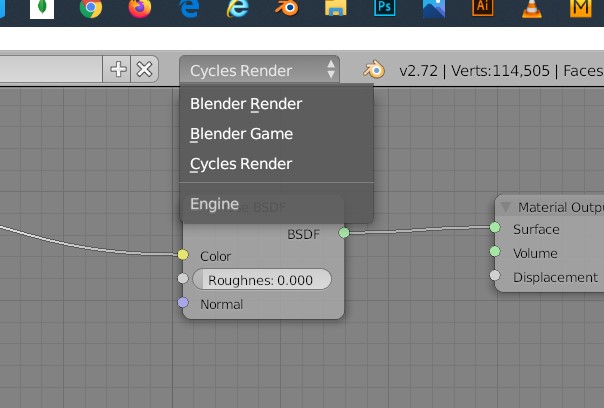 Ps
Ai
M
Cycles Render
v2.72 | Verts:114,505 | Faces
Blender Render
Blender Game
Cycles Render
Engine
BSDF
BSDF
Color
Roughnes: 0.000
Normal
Material Outpu
Surface
Volume
Displacement